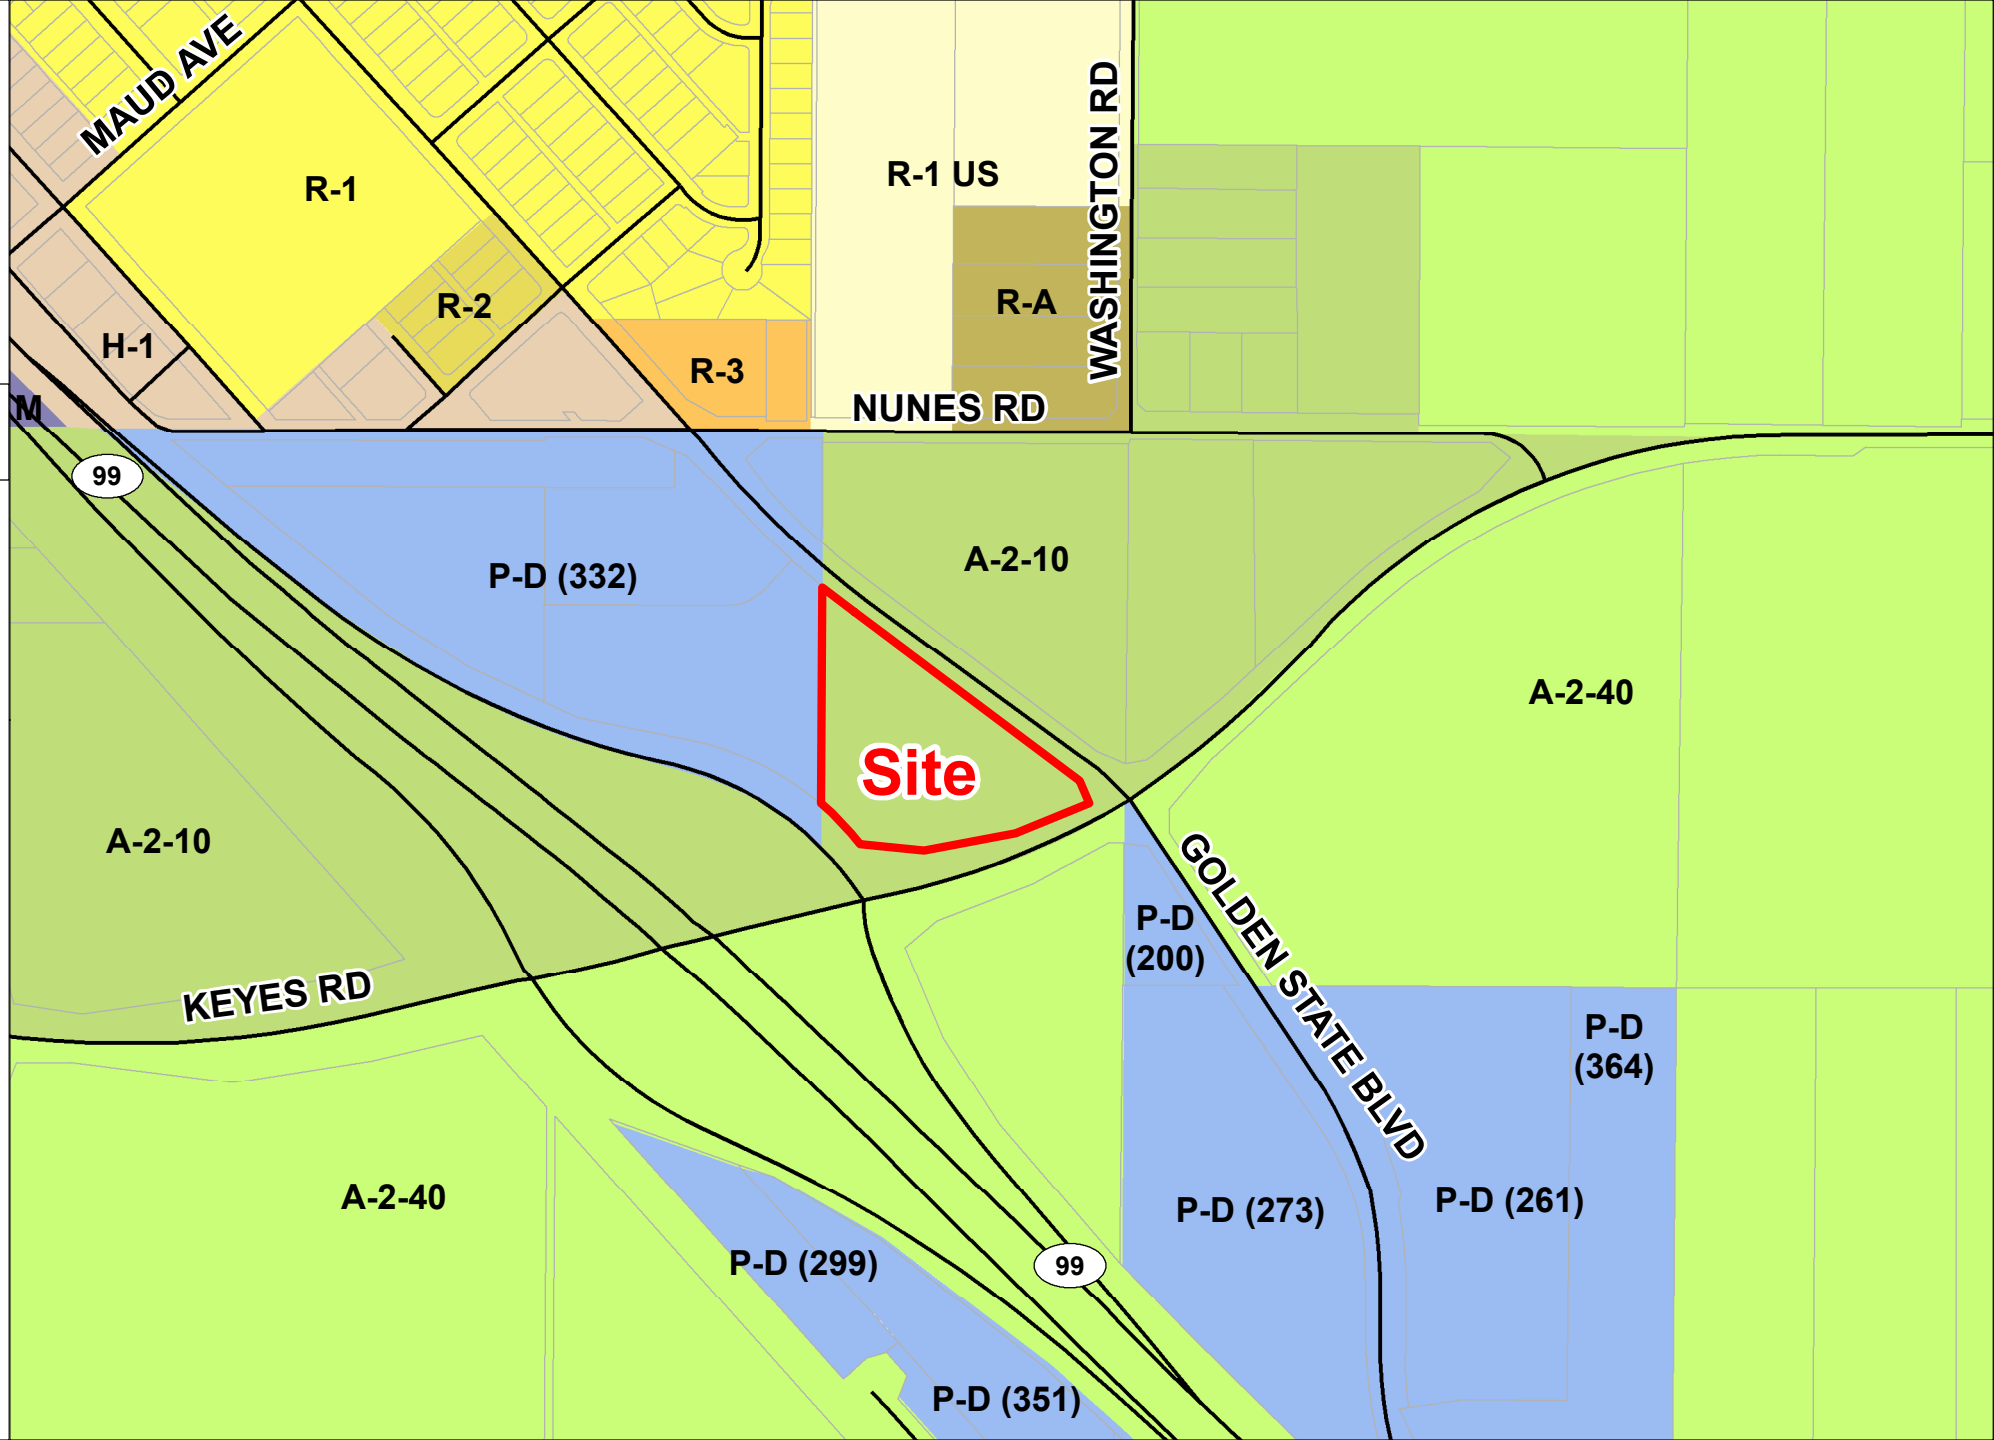 MAUD AVE
R-1
R-1 US
WASHINGTON RD
R-2
R-A
H-1
R-3
M
NUNES RD
99
P-D (332)
A-2-10
A-2-40
Site
A-2-10
GOLDEN STATE BLVD
P-D
(200)
KEYES RD
P-D
(364)
A-2-40
P-D (273)
P-D (261)
P-D (299)
99
P-D (351)